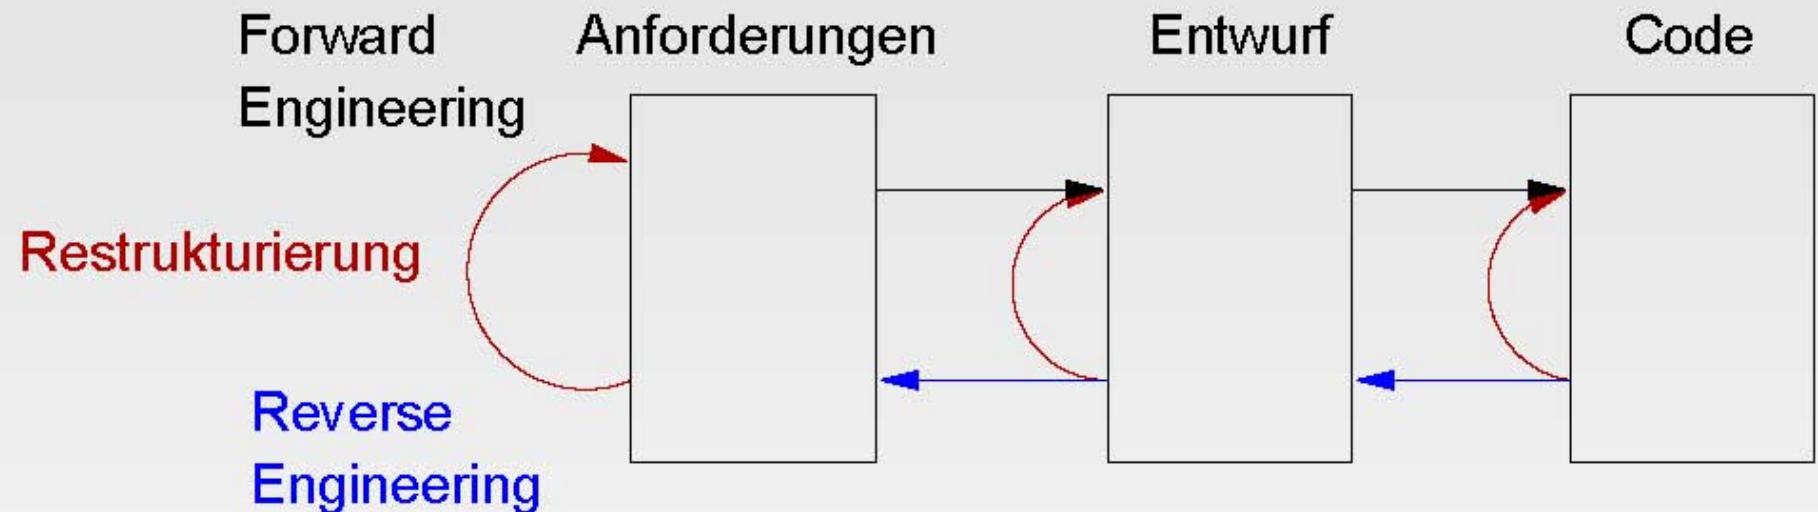 Forward
Engineering
Anforderungen
Entwurf
Code
Restrukturierung
Reverse
Engineering